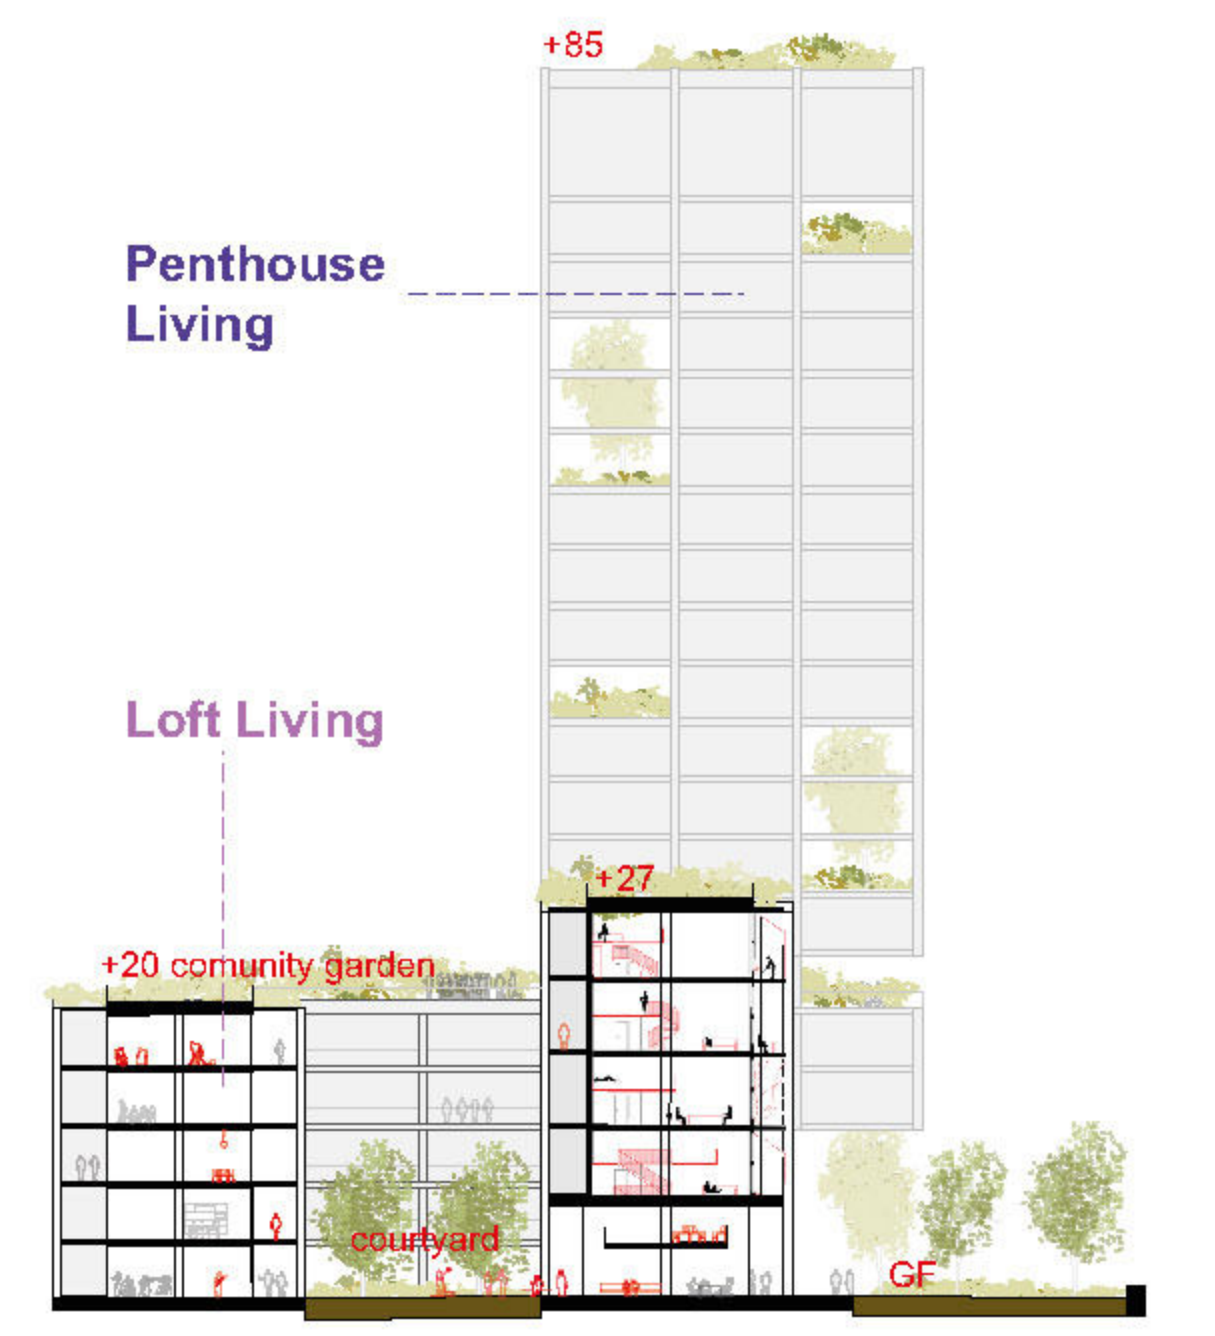 +85
Penthouse
Living
Loft Living
+27
+20 comunity garden
courtyard
GF